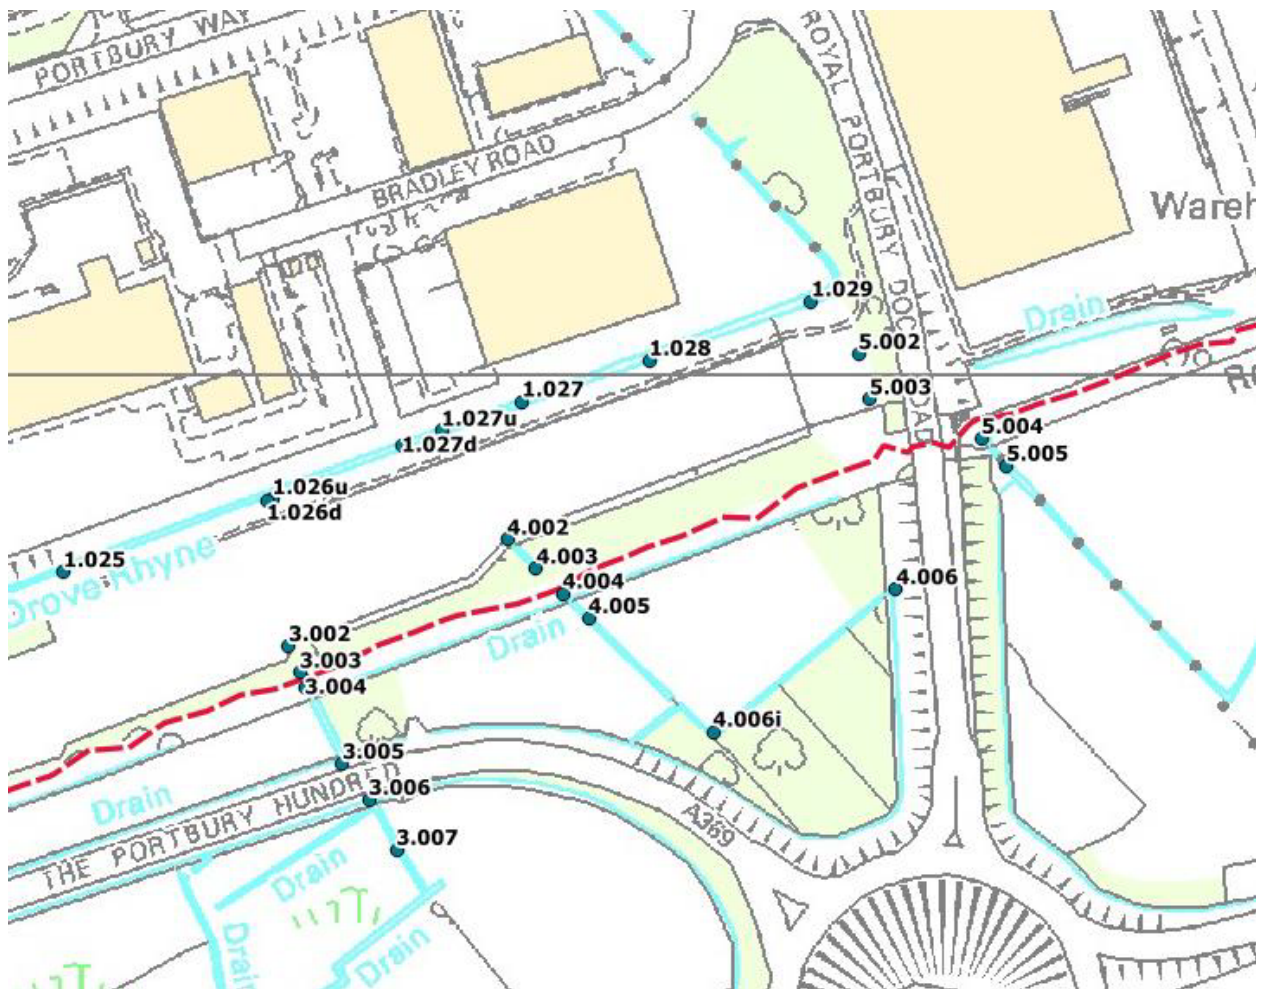 PORTBURY WAY
ROYAL PORTBURY DOCK ROAD
BRADLEY ROAD
Wareh
1.029
Drain
5.002
1.028
5.003
1.027
1.027u
5.004
1.027d
5.005
1.026u
1.026d
4.002
1.025
4.003
Drove Rhyne
4.004
4.006
4.005
3.002
Drain
3.003
3.004
4.006i
3.005
3.006
Drain
THE PORTBURY HUNDRED
A369
3.007
Drain
Drain
Drain